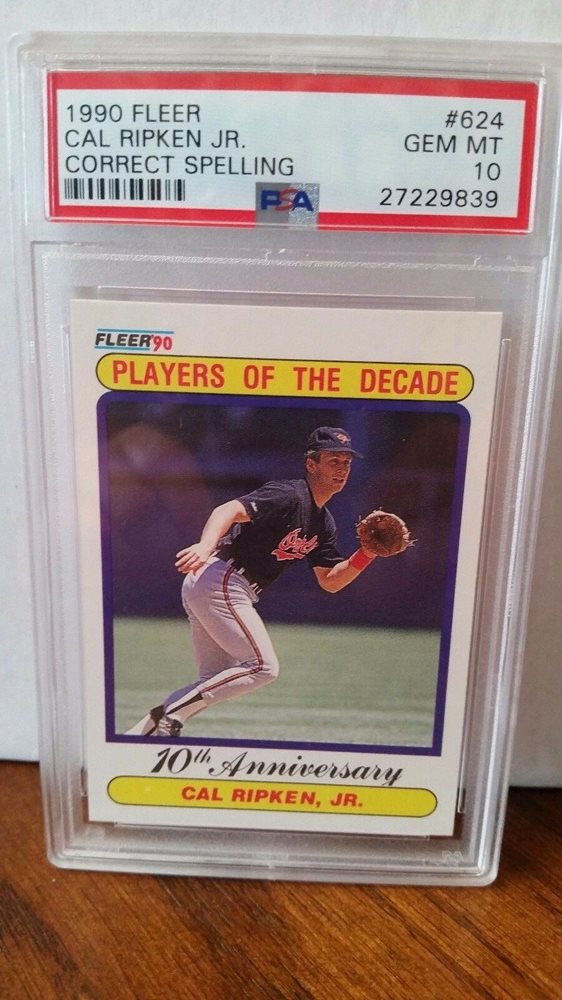 1990 FLEER #624
CAL RIPKEN JR. GEM MT
CORRECT SPELLING 10
PSA 27229839
FLEER'90
PLAYERS OF THE DECADE
Orioles
10th Anniversary
CAL RIPKEN, JR.